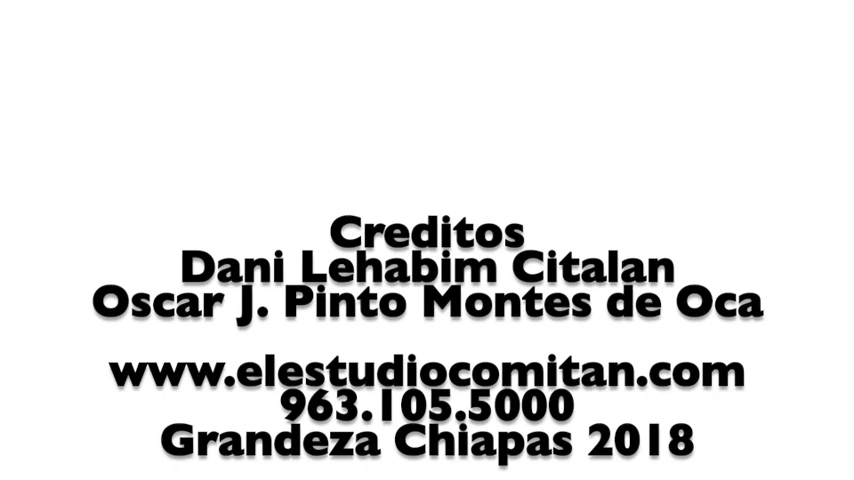 Creditos
Dani Lehabim Citalan
Oscar J. Pinto Montes de Oca
www.elestudiocomitan.com
963.105.5000
Grandeza Chiapas 2018